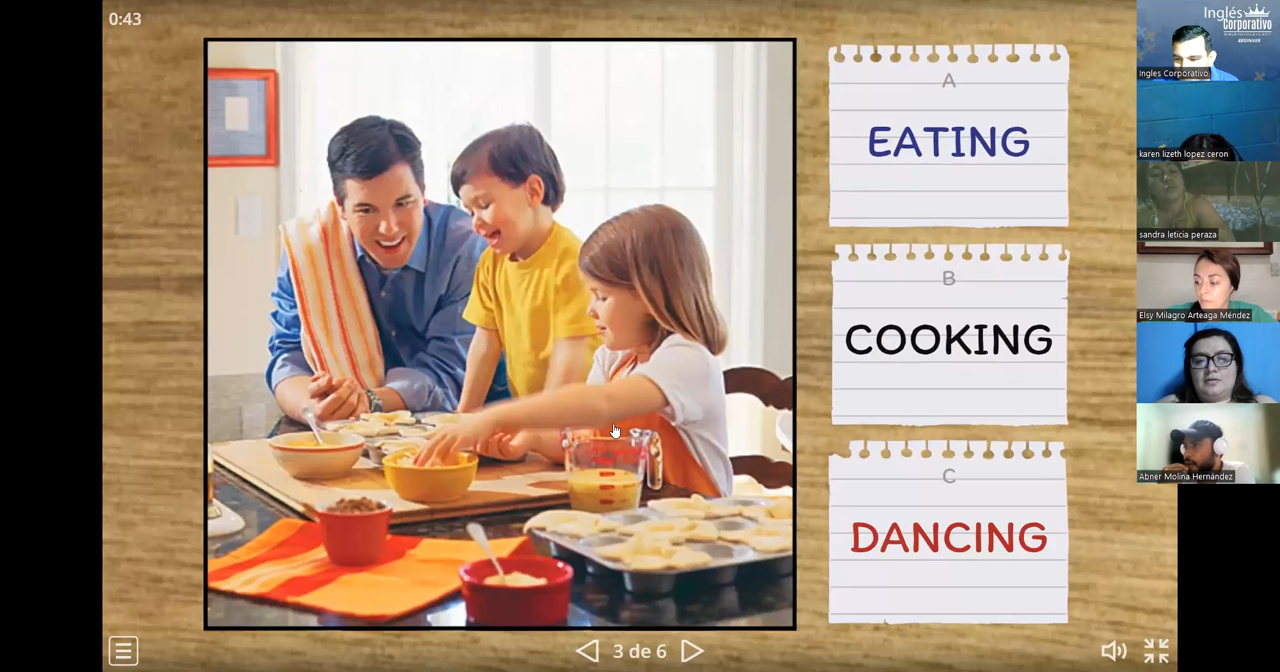 0:43
A
EATING
B
COOKING
C
DANCING
3 de 6
Inglés
Corporativo
BEGINNER
Ingles Corporativo
karen lizeth lopez ceron
sandra leticia peraza
Elsy Milagro Arteaga Méndez
Abner Molina Hernández